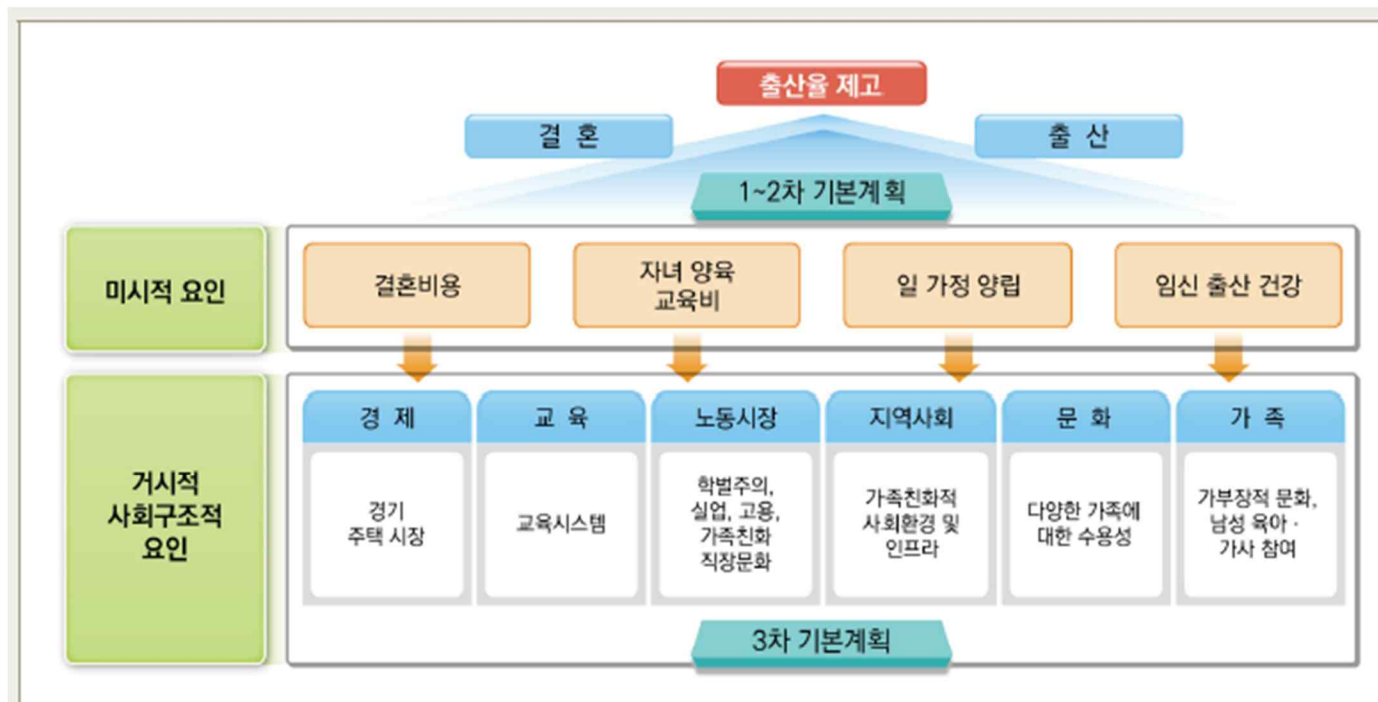 출산율 제고
결 혼
출 산
1~2차 기본계획
미시적 요인
결혼비용
자녀 양육
교육비
일 가정 양립
임신 출산 건강
거시적
사회구조적
요인
경 제
경기
주택 시장
교 육
교육시스템
노동시장
학벌주의,
실업, 고용,
가족친화
직장문화
지역사회
가족친화적
사회환경 및
인프라
문 화
다양한 가족에
대한 수용성
가 족
가부장적 문화,
남성 육아 ·
가사 참여
3차 기본계획